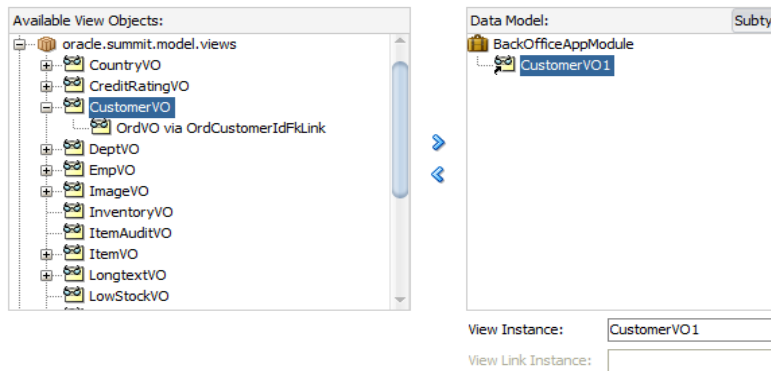 Available View Objects:
oracle.summit.model.views
CountryVO
CreditRatingVO
CustomerVO
OrdVO via OrdCustomerIdFkLink
DeptVO
EmpVO
ImageVO
InventoryVO
ItemAuditVO
ItemVO
LongtextVO
LowStockVO
Data Model:
Subty
BackOfficeAppModule
CustomerVO1
View Instance:
CustomerVO1
View Link Instance: